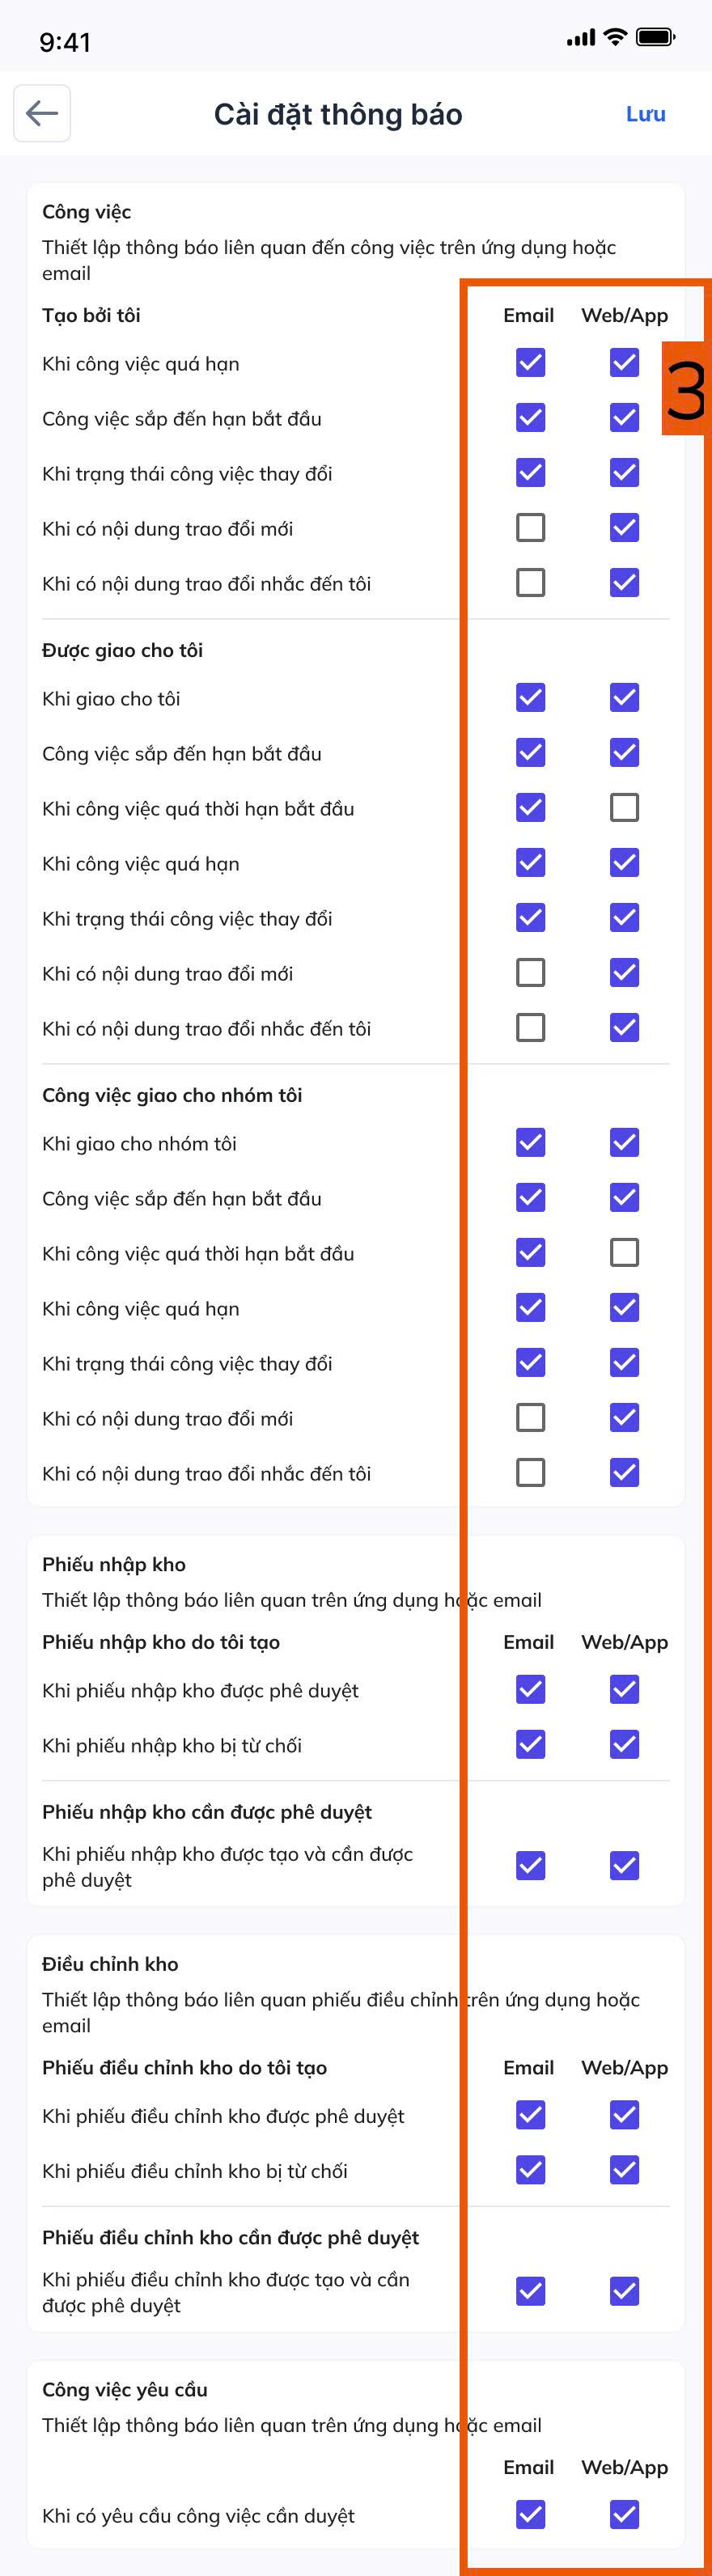 9:41
Cài đặt thông báo
Lưu
Công việc
Thiết lập thông báo liên quan đến công việc trên ứng dụng hoặc
email
Tạo bởi tôi Email Web/App
3
Khi công việc quá hạn
Công việc sắp đến hạn bắt đầu
Khi trạng thái công việc thay đổi
Khi có nội dung trao đổi mới
Khi có nội dung trao đổi nhắc đến tôi
Được giao cho tôi
Khi giao cho tôi
Công việc sắp đến hạn bắt đầu
Khi công việc quá thời hạn bắt đầu
Khi công việc quá hạn
Khi trạng thái công việc thay đổi
Khi có nội dung trao đổi mới
Khi có nội dung trao đổi nhắc đến tôi
Công việc giao cho nhóm tôi
Khi giao cho nhóm tôi
Công việc sắp đến hạn bắt đầu
Khi công việc quá thời hạn bắt đầu
Khi công việc quá hạn
Khi trạng thái công việc thay đổi
Khi có nội dung trao đổi mới
Khi có nội dung trao đổi nhắc đến tôi
Phiếu nhập kho
Thiết lập thông báo liên quan trên ứng dụng hoặc email
Phiếu nhập kho do tôi tạo Email Web/App
Khi phiếu nhập kho được phê duyệt
Khi phiếu nhập kho bị từ chối
Phiếu nhập kho cần được phê duyệt
Khi phiếu nhập kho được tạo và cần được
phê duyệt
Điều chỉnh kho
Thiết lập thông báo liên quan phiếu điều chỉnh trên ứng dụng hoặc
email
Phiếu điều chỉnh kho do tôi tạo Email Web/App
Khi phiếu điều chỉnh kho được phê duyệt
Khi phiếu điều chỉnh kho bị từ chối
Phiếu điều chỉnh kho cần được phê duyệt
Khi phiếu điều chỉnh kho được tạo và cần
được phê duyệt
Công việc yêu cầu
Thiết lập thông báo liên quan trên ứng dụng hoặc email
Email Web/App
Khi có yêu cầu công việc cần duyệt